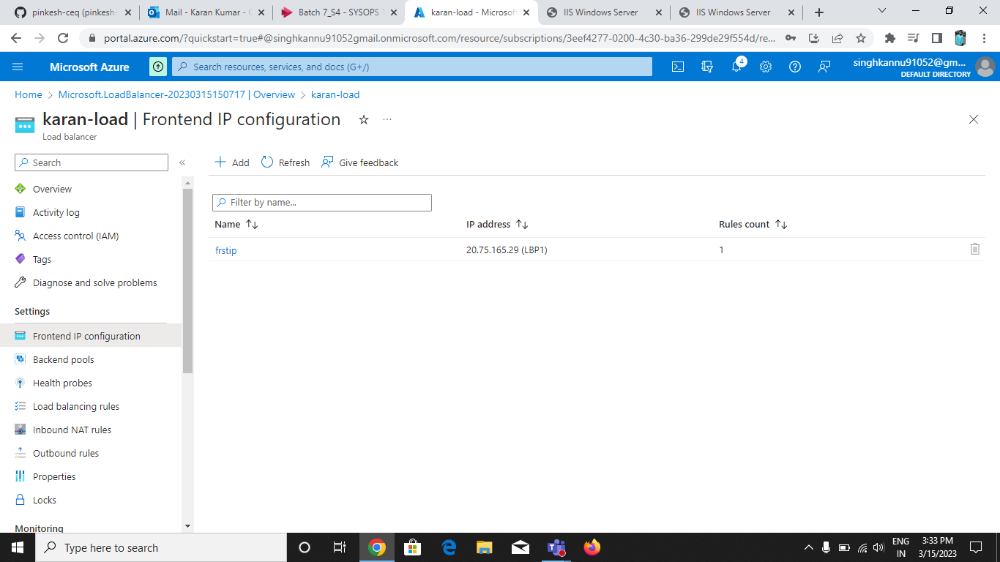 pinkesh-ceq (pinkesh-
Mail - Karan Kumar -
Batch 7_S4 - SYSOPS
karan-load - Microsof
IIS Windows Server
IIS Windows Server
portal.azure.com/?quickstart=true#@singhkannu91052gmail.onmicrosoft.com/resource/subscriptions/3eef4277-0200-4c30-ba36-299de29f554d/re...
Microsoft Azure
Search resources, services, and docs (G+/)
4
singhkannu91052@gm...
DEFAULT DIRECTORY
Home > Microsoft.LoadBalancer-20230315150717 | Overview > karan-load
karan-load | Frontend IP configuration
Load balancer
Search
Add
Refresh
Give feedback
Overview
Activity log
Access control (IAM)
Tags
Diagnose and solve problems
Settings
Frontend IP configuration
Backend pools
Health probes
Load balancing rules
Inbound NAT rules
Outbound rules
Properties
Locks
Monitoring
Filter by name...
Name IP address Rules count
frstip 20.75.165.29 (LBP1) 1
Type here to search
ENG
IN
3:33 PM
3/15/2023